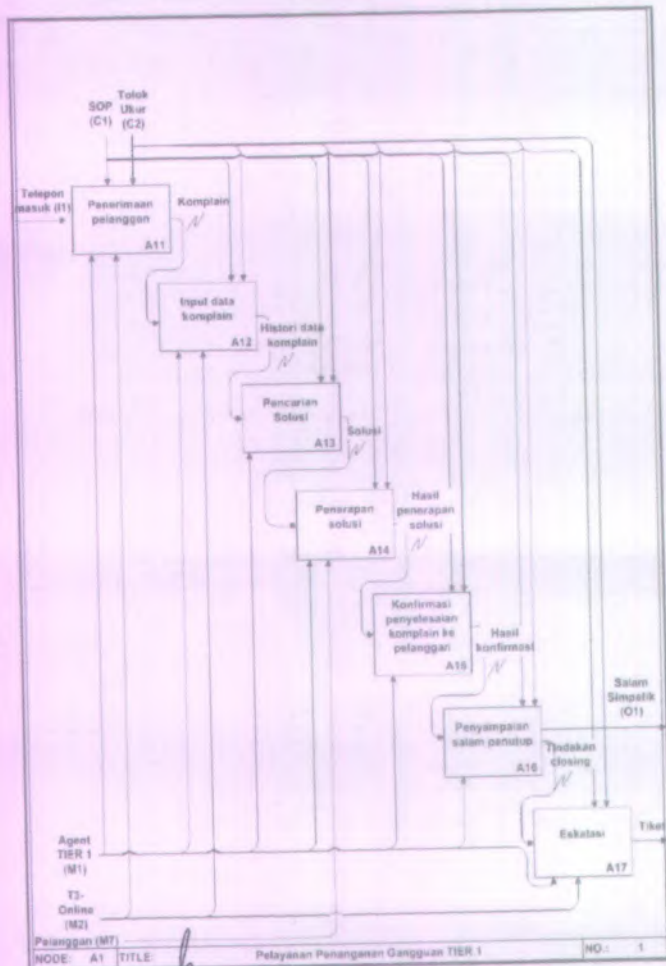 SOP
(C1)
Tolok
Ukur
(C2)
Telepon
masuk (I1)
Penerimaan
pelanggan
A11
Komplain
Input data
komplain
A12
Histori data
komplain
Pencarian
Solusi
A13
Solusi
Penerapan
solusi
A14
Hasil
penerapan
solusi
Konfirmasi
penyelesaian
komplain ke
pelanggan
A15
Hasil
konfirmasi
Penyampaian
salam penutup
A16
Salam
Simpatik
(O1)
Tindakan
closing
Eskalasi
A17
Tiket
Agent
TIER 1
(M1)
T3-
Online
(M2)
Pelanggan (M7)
NODE: A1
TITLE: Pelayanan Penanganan Gangguan TIER 1
NO.: 1